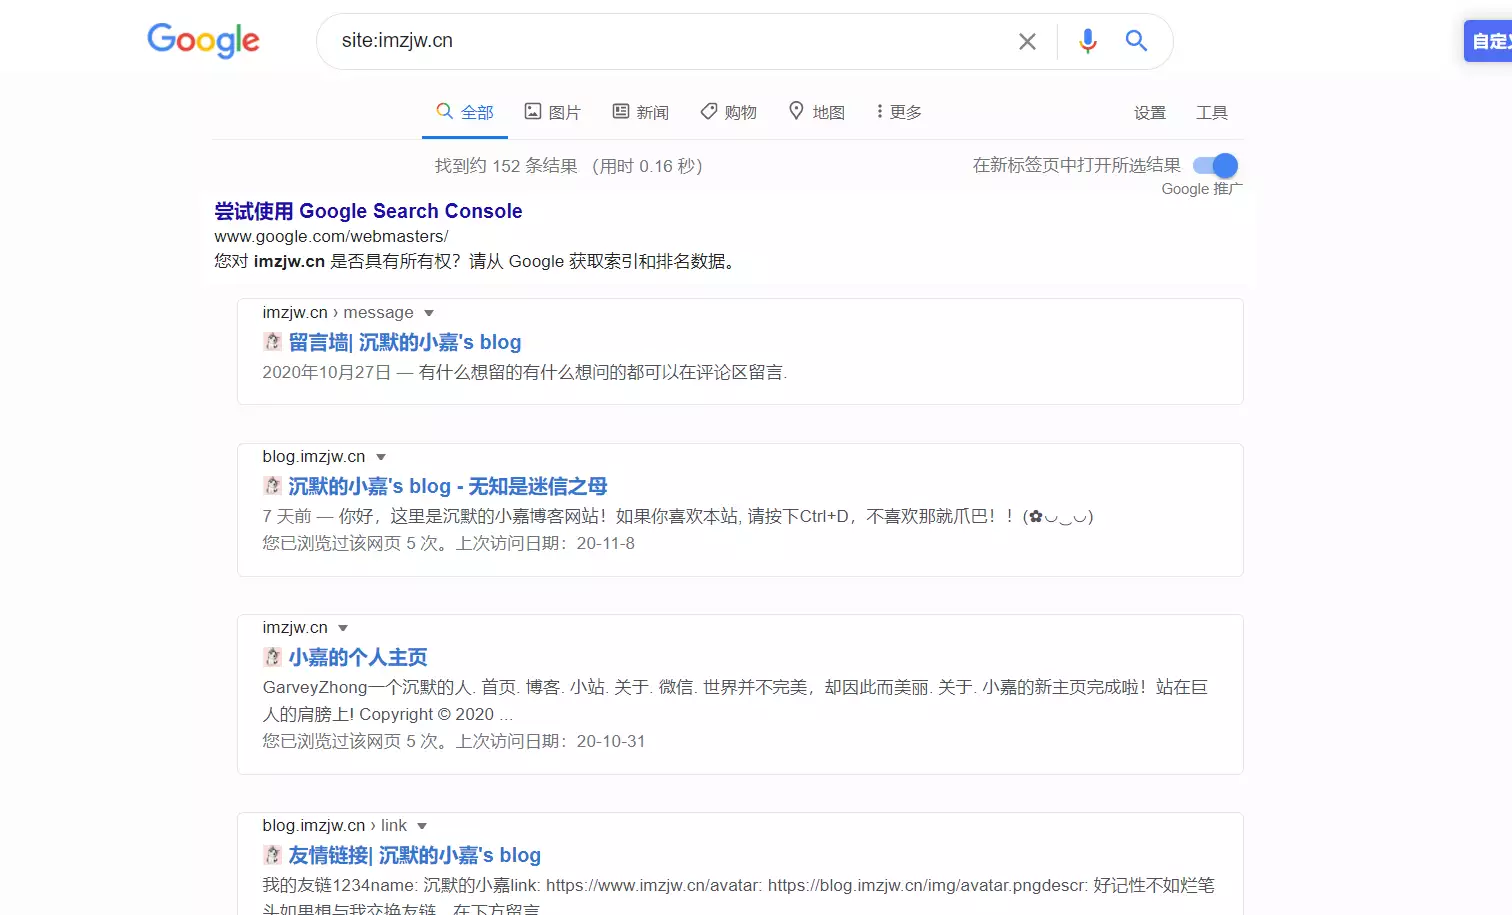 Google
site:imzjw.cn
自定
全部 图片 新闻 购物 地图 更多 设置 工具
找到约 152 条结果 （用时 0.16 秒） 在新标签页中打开所选结果
Google 推广
尝试使用 Google Search Console
www.google.com/webmasters/
您对 imzjw.cn 是否具有所有权？请从 Google 获取索引和排名数据。
imzjw.cn › message
留言墙| 沉默的小嘉's blog
2020年10月27日 — 有什么想留的有什么想问的都可以在评论区留言.
blog.imzjw.cn
沉默的小嘉's blog - 无知是迷信之母
7 天前 — 你好，这里是沉默的小嘉博客网站！如果你喜欢本站, 请按下Ctrl+D，不喜欢那就爪巴！！(✿◡‿◡)
您已浏览过该网页 5 次。上次访问日期：20-11-8
imzjw.cn
小嘉的个人主页
GarveyZhong一个沉默的人. 首页. 博客. 小站. 关于. 微信. 世界并不完美，却因此而美丽. 关于. 小嘉的新主页完成啦！站在巨
人的肩膀上! Copyright © 2020 ...
您已浏览过该网页 5 次。上次访问日期：20-10-31
blog.imzjw.cn › link
友情链接| 沉默的小嘉's blog
我的友链1234name: 沉默的小嘉link: https://www.imzjw.cn/avatar: https://blog.imzjw.cn/img/avatar.pngdescr: 好记性不如烂笔
头如果想与我交换友链，在下方留言